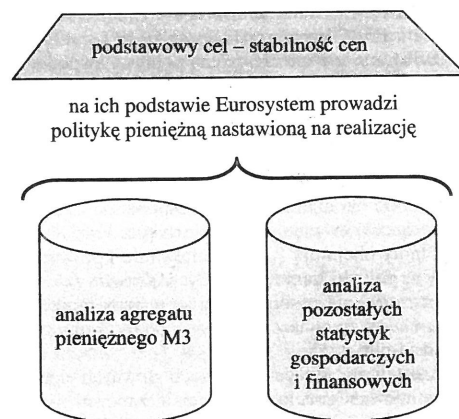 podstawowy cel – stabilność cen
na ich podstawie Eurosystem prowadzi
politykę pieniężną nastawioną na realizację
analiza agregatu
pieniężnego M3
analiza
pozostałych
statystyk
gospodarczych
i finansowych